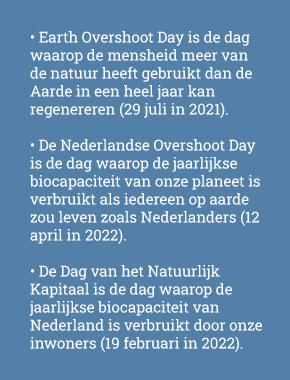 • Earth Overshoot Day is de dag
waarop de mensheid meer van
de natuur heeft gebruikt dan de
Aarde in een heel jaar kan
regenereren (29 juli in 2021).
• De Nederlandse Overshoot Day
is de dag waarop de jaarlijkse
biocapaciteit van onze planeet is
verbruikt als iedereen op aarde
zou leven zoals Nederlanders (12
april in 2022).
• De Dag van het Natuurlijk
Kapitaal is de dag waarop de
jaarlijkse biocapaciteit van
Nederland is verbruikt door onze
inwoners (19 februari in 2022).